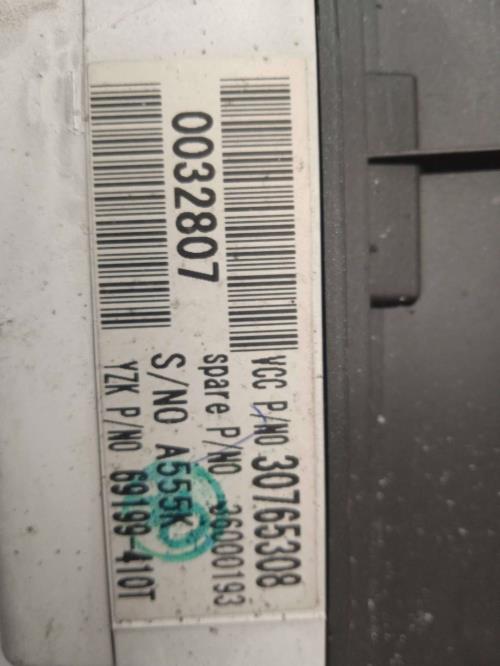 VCC P/NO 30765308
Spare P/NO 36000193
0032807
S/NO A555K
YZK P/NO 69199-410T